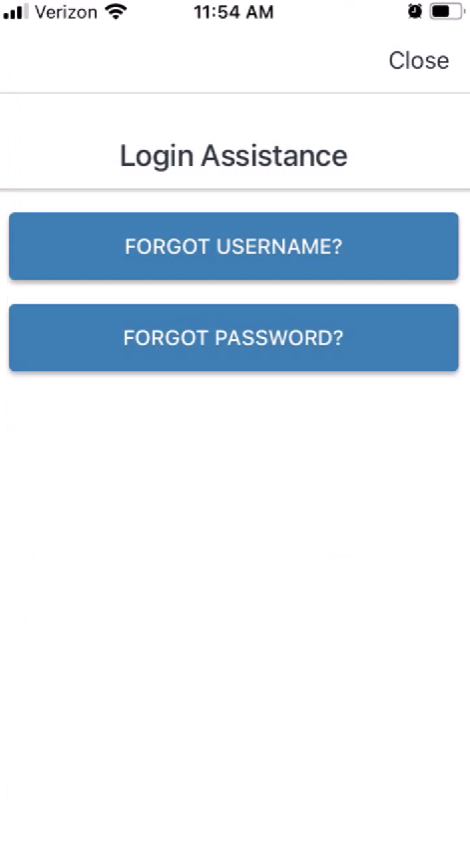 Verizon 11:54 AM
Close
Login Assistance
FORGOT USERNAME?
FORGOT PASSWORD?